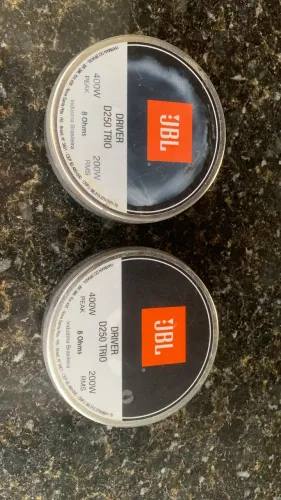 JBL
DRIVER
D250 TRIO
400W
PEAK
200W
RMS
8 Ohms
Indústria Brasileira
JBL
DRIVER
D250 TRIO
400W
PEAK
200W
RMS
8 Ohms
Indústria Brasileira